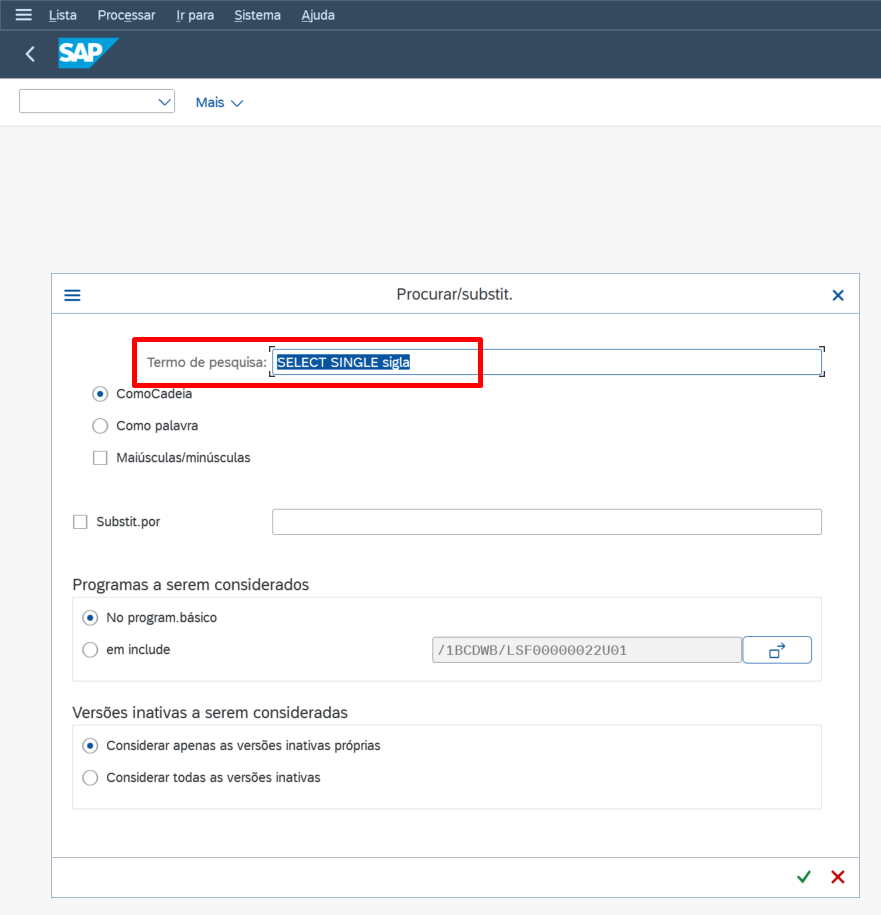 Lista Processar Ir para Sistema Ajuda
SAP
Mais
Procurar/substit.
Termo de pesquisa: SELECT SINGLE sigla
ComoCadeia
Como palavra
Maiúsculas/minúsculas
Substit.por
Programas a serem considerados
No program.básico
em include /1BCDWB/LSF00000022U01
Versões inativas a serem consideradas
Considerar apenas as versões inativas próprias
Considerar todas as versões inativas